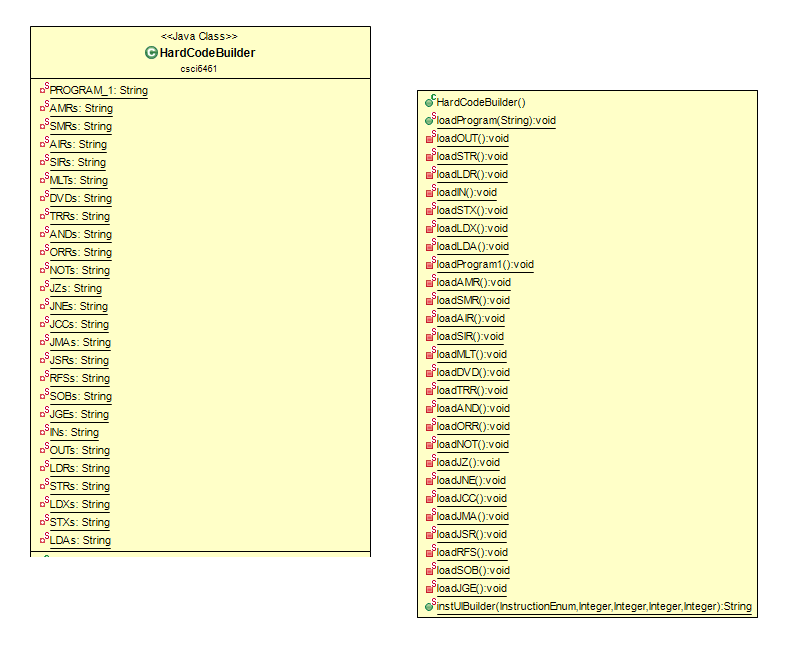 <<Java Class>>
HardCodeBuilder
csci6461
PROGRAM_1: String
AMRs: String
SMRs: String
AIRs: String
SIRs: String
MLTs: String
DVDs: String
TRRs: String
ANDs: String
ORRs: String
NOTs: String
JZs: String
JNEs: String
JCCs: String
JMAs: String
JSRs: String
RFSs: String
SOBs: String
JGEs: String
INs: String
OUTs: String
LDRs: String
STRs: String
LDXs: String
STXs: String
LDAs: String
HardCodeBuilder()
loadProgram(String):void
loadOUT():void
loadSTR():void
loadLDR():void
loadIN():void
loadSTX():void
loadLDX():void
loadLDA():void
loadProgram1():void
loadAMR():void
loadSMR():void
loadAIR():void
loadSIR():void
loadMLT():void
loadDVD():void
loadTRR():void
loadAND():void
loadORR():void
loadNOT():void
loadJZ():void
loadJNE():void
loadJCC():void
loadJMA():void
loadJSR():void
loadRFS():void
loadSOB():void
loadJGE():void
instUIBuilder(InstructionEnum,Integer,Integer,Integer,Integer):String